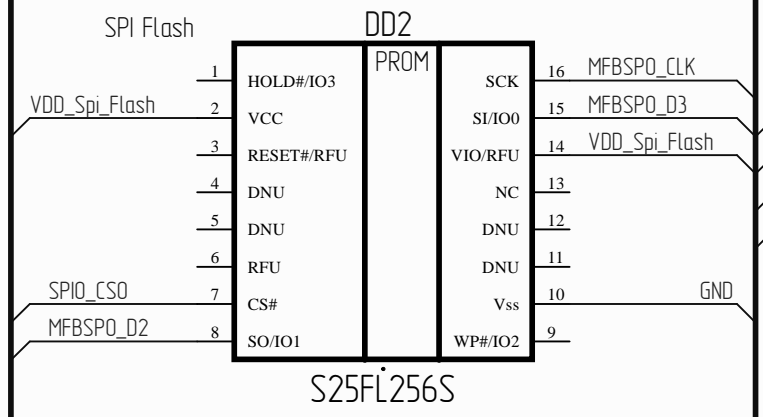 SPI Flash
DD2
PROM
1 HOLD#/IO3
SCK 16 MFBSP0_CLK
VDD_Spi_Flash 2 VCC
SI/IO0 15 MFBSP0_D3
3 RESET#/RFU
VIO/RFU 14 VDD_Spi_Flash
4 DNU
NC 13
5 DNU
DNU 12
6 RFU
DNU 11
SPI0_CS0 7 CS#
Vss 10 GND
MFBSP0_D2 8 SO/IO1
WP#/IO2 9
S25FL256S